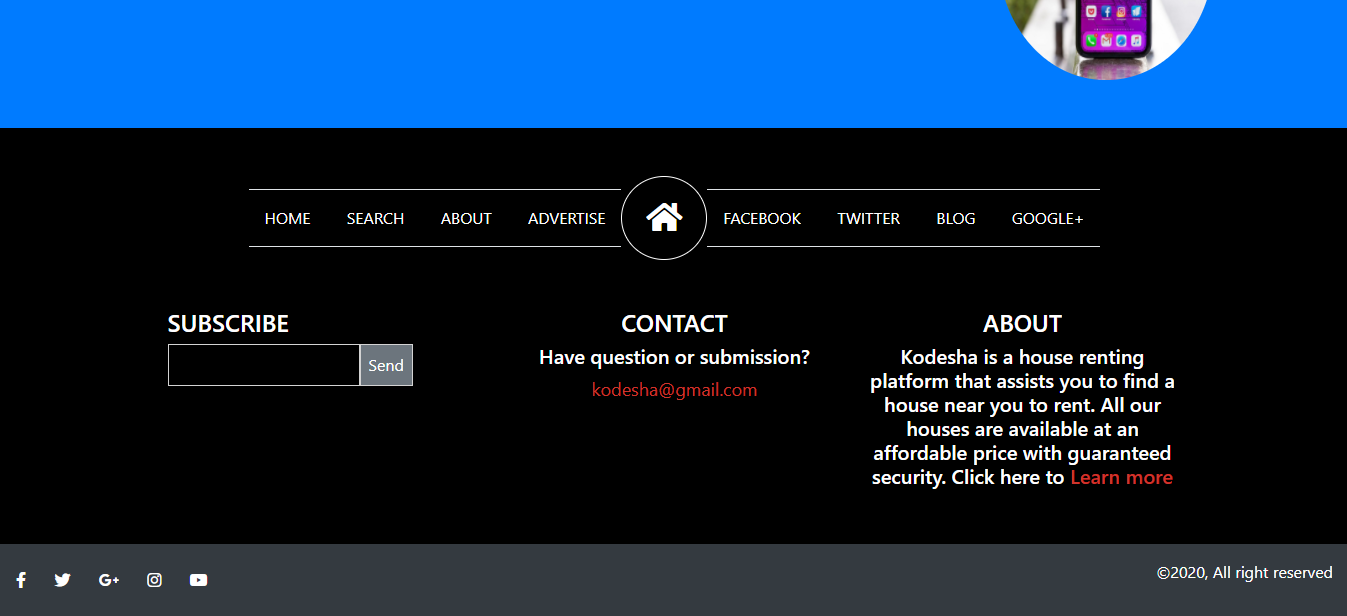 HOME SEARCH ABOUT ADVERTISE FACEBOOK TWITTER BLOG GOOGLE+
SUBSCRIBE
Send
CONTACT
Have question or submission?
kodesha@gmail.com
ABOUT
Kodesha is a house renting
platform that assists you to find a
house near you to rent. All our
houses are available at an
affordable price with guaranteed
security. Click here to Learn more
©2020, All right reserved